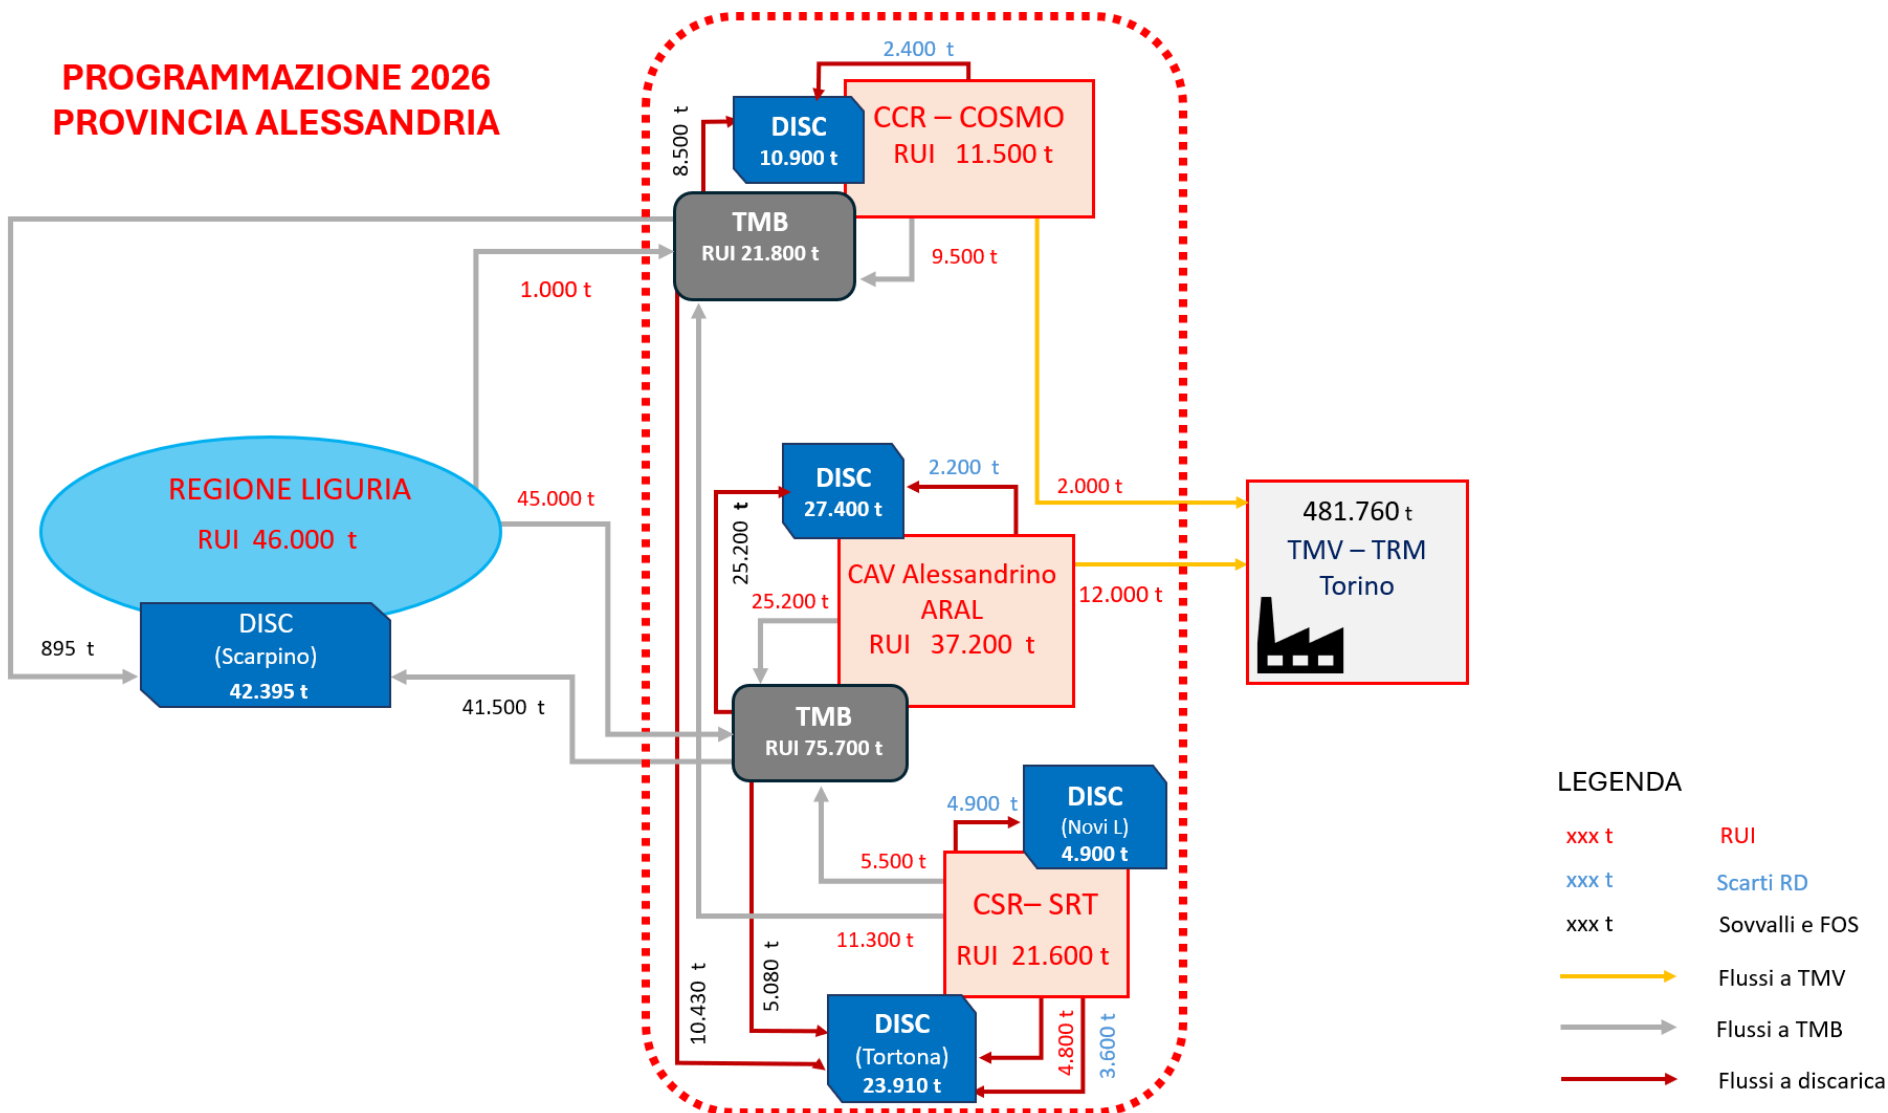 PROGRAMMAZIONE 2026
PROVINCIA ALESSANDRIA
2.400 t
8.500 t
DISC
10.900 t
CCR – COSMO
RUI 11.500 t
TMB
RUI 21.800 t
9.500 t
1.000 t
REGIONE LIGURIA
RUI 46.000 t
45.000 t
DISC
(Scarpino)
42.395 t
895 t
41.500 t
DISC
27.400 t
2.200 t
25.200 t
25.200 t
CAV Alessandrino
ARAL
RUI 37.200 t
2.000 t
12.000 t
481.760 t
TMV – TRM
Torino
TMB
RUI 75.700 t
4.900 t
DISC
(Novi L)
4.900 t
5.500 t
CSR– SRT
RUI 21.600 t
11.300 t
10.430 t
5.080 t
DISC
(Tortona)
23.910 t
4.800 t
3.600 t
LEGENDA
xxx t RUI
xxx t Scarti RD
xxx t Sovvalli e FOS
Flussi a TMV
Flussi a TMB
Flussi a discarica